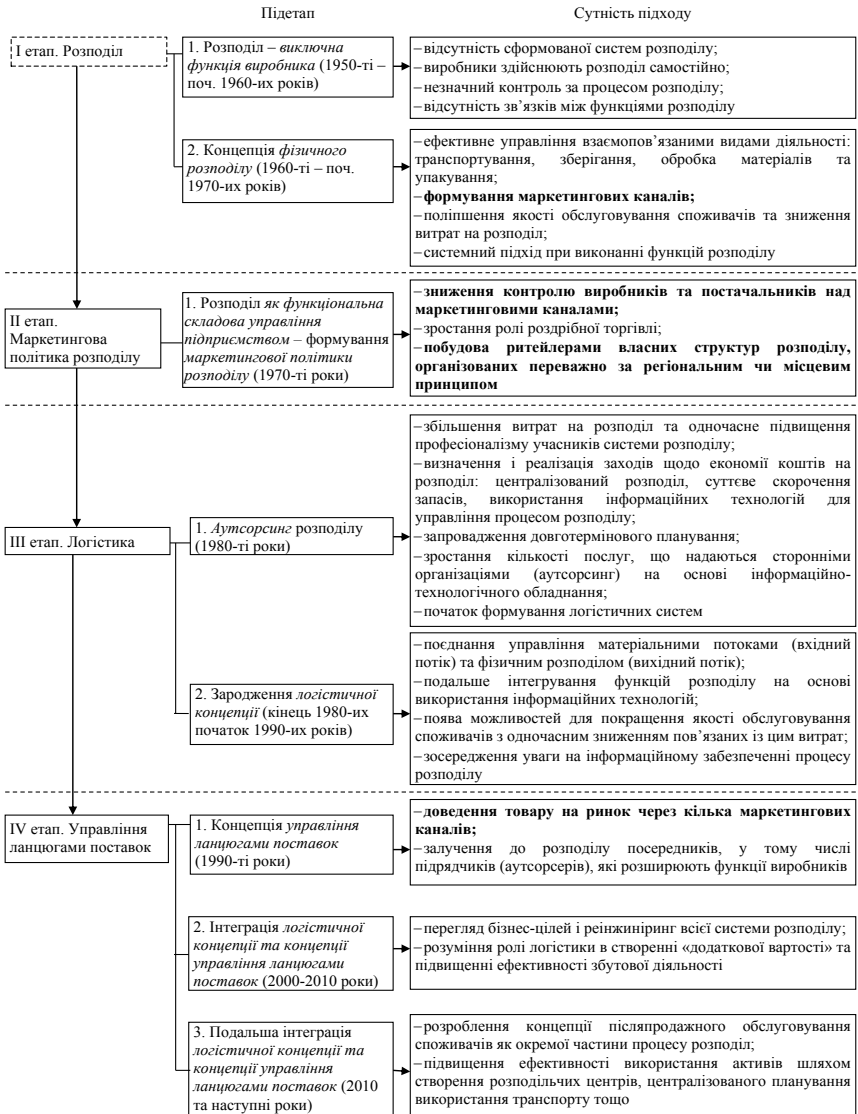 Підетап
Сутність підходу
І етап. Розподіл
1. Розподіл – виключна
функція виробника (1950-ті –
поч. 1960-их років)
–відсутність сформованої систем розподілу;
–виробники здійснюють розподіл самостійно;
–незначний контроль за процесом розподілу;
–відсутність зв’язків між функціями розподілу
2. Концепція фізичного
розподілу (1960-ті – поч.
1970-их років)
–ефективне управління взаємопов’язаними видами діяльності:
транспортування, зберігання, обробка матеріалів та
упакування;
–формування маркетингових каналів;
–поліпшення якості обслуговування споживачів та зниження
витрат на розподіл;
–системний підхід при виконанні функцій розподілу
ІІ етап.
Маркетингова
політика розподілу
1. Розподіл як функціональна
складова управління
підприємством – формування
маркетингової політики
розподілу (1970-ті роки)
–зниження контролю виробників та постачальників над
маркетинговими каналами;
–зростання ролі роздрібної торгівлі;
–побудова ритейлерами власних структур розподілу,
організованих переважно за регіональним чи місцевим
принципом
ІІІ етап. Логістика
1. Аутсорсинг розподілу
(1980-ті роки)
–збільшення витрат на розподіл та одночасне підвищення
професіоналізму учасників системи розподілу;
–визначення і реалізація заходів щодо економії коштів на
розподіл: централізований розподіл, суттєве скорочення
запасів, використання інформаційних технологій для
управління процесом розподілу;
–запровадження довготермінового планування;
–зростання кількості послуг, що надаються сторонніми
організаціями (аутсорсинг) на основі інформаційно-
технологічного обладнання;
–початок формування логістичних систем
2. Зародження логістичної
концепції (кінець 1980-их
початок 1990-их років)
–поєднання управління матеріальними потоками (вхідний
потік) та фізичним розподілом (вихідний потік);
–подальше інтегрування функцій розподілу на основі
використання інформаційних технологій;
–поява можливостей для покращення якості обслуговування
споживачів з одночасним зниженням пов’язаних із цим витрат;
–зосередження уваги на інформаційному забезпеченні процесу
розподілу
IV етап. Управління
ланцюгами поставок
1. Концепція управління
ланцюгами поставок
(1990-ті роки)
–доведення товару на ринок через кілька маркетингових
каналів;
–залучення до розподілу посередників, у тому числі
підрядчиків (аутсорсерів), які розширюють функції виробників
2. Інтеграція логістичної
концепції та концепції
управління ланцюгами
поставок (2000-2010 роки)
–перегляд бізнес-цілей і реінжиніринг всієї системи розподілу;
–розуміння ролі логістики в створенні «додаткової вартості» та
підвищенні ефективності збутової діяльності
3. Подальша інтеграція
логістичної концепції та
концепції управління
ланцюгами поставок (2010
та наступні роки)
–розроблення концепції післяпродажного обслуговування
споживачів як окремої частини процесу розподіл;
–підвищення ефективності використання активів шляхом
створення розподільчих центрів, централізованого планування
використання транспорту тощо